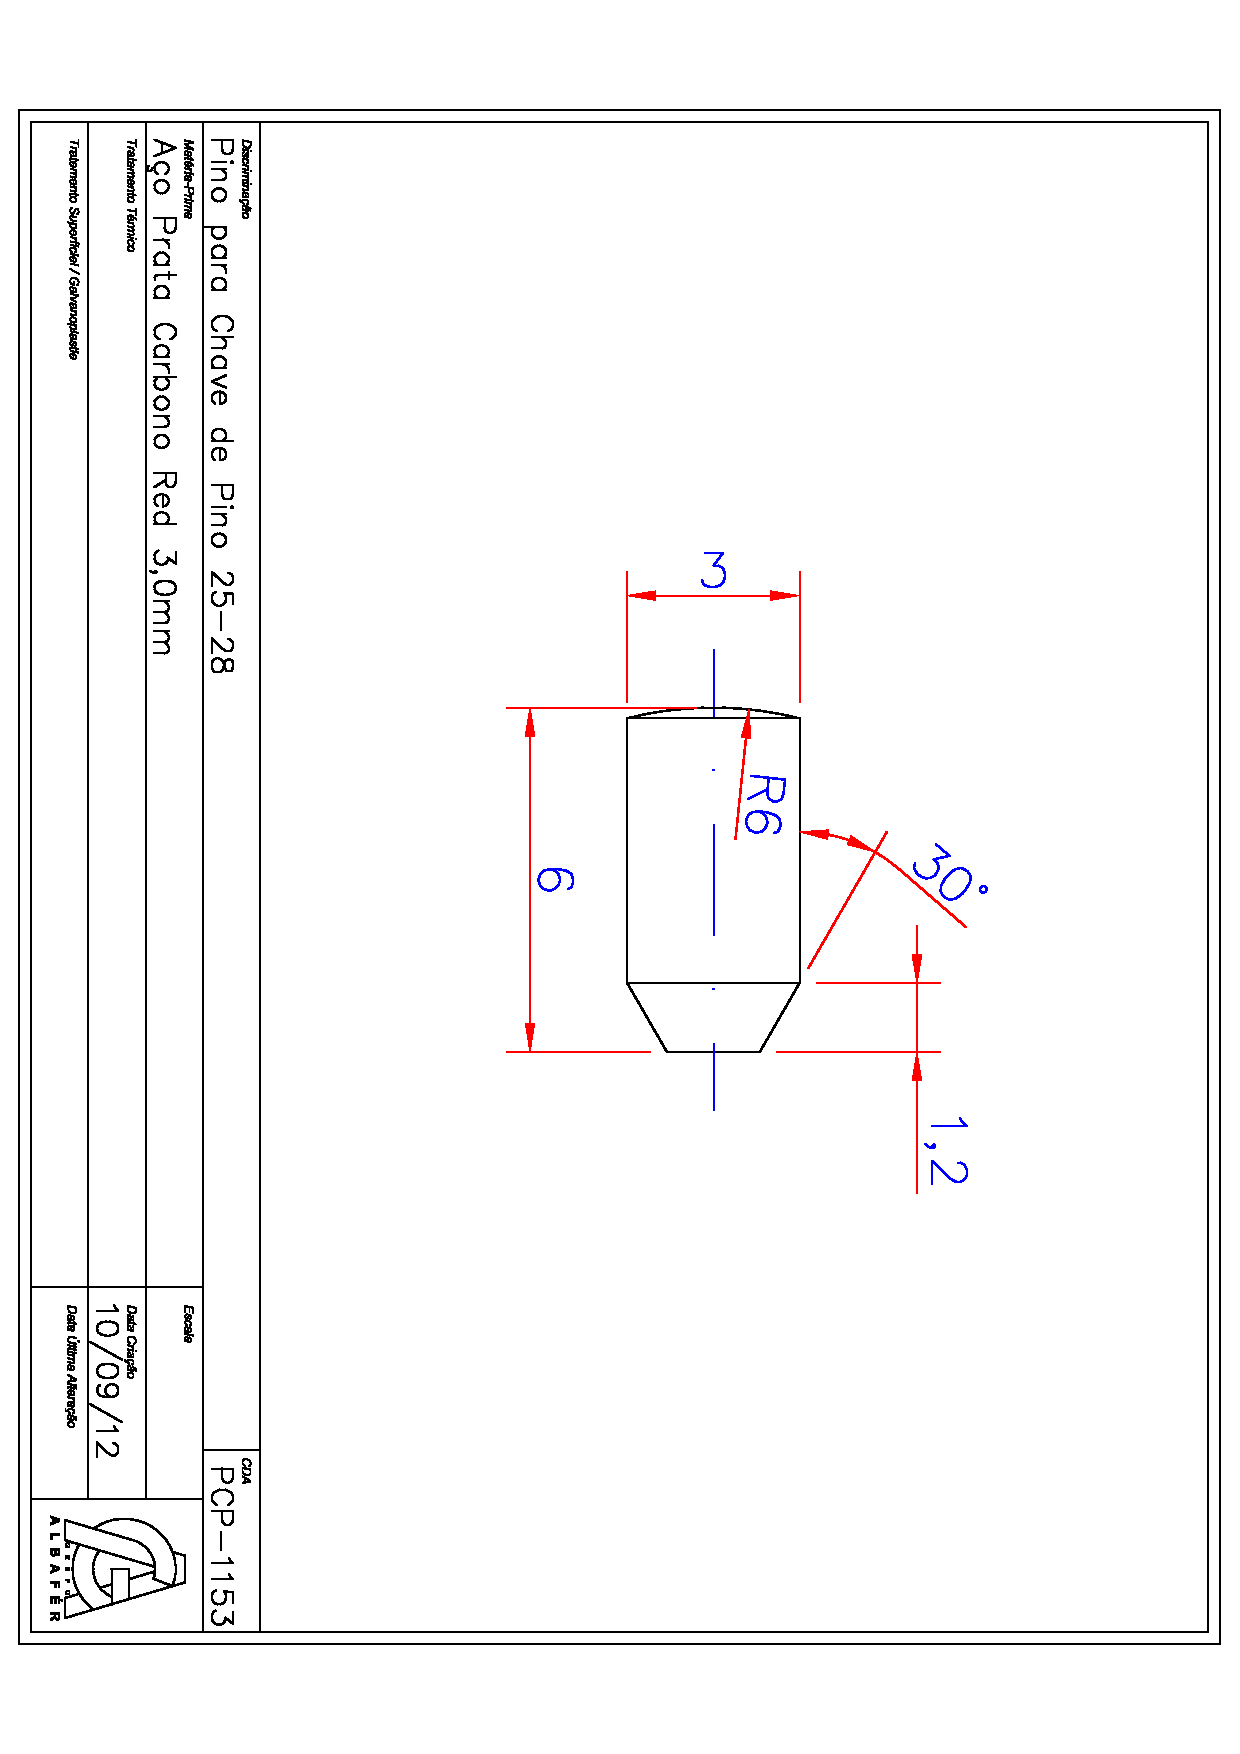 3
R6
30°
6
1,2
Discriminação
Pino para Chave de Pino 25-28
CDA
PCP-1153
Matéria-Prima
Aço Prata Carbono Red 3,0mm
Escala
Tratamento Térmico
Data Criação
10/09/12
Tratamento Superficial / Galvanoplastia
Data Última Alteração
GRUPO
ALBAFÉR